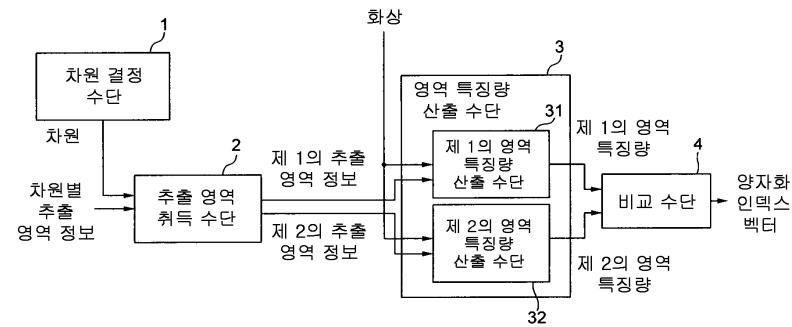 화상
1
차원 결정
수단
차원
차원별
추출
영역 정보
2
추출 영역
취득 수단
제 1의 추출
영역 정보
제 2의 추출
영역 정보
3
영역 특징량
산출 수단
31
제 1의 영역
특징량
산출 수단
제 2의 영역
특징량
산출 수단
32
제 1의 영역
특징량
제 2의 영역
특징량
4
비교 수단
양자화
인덱스
벡터